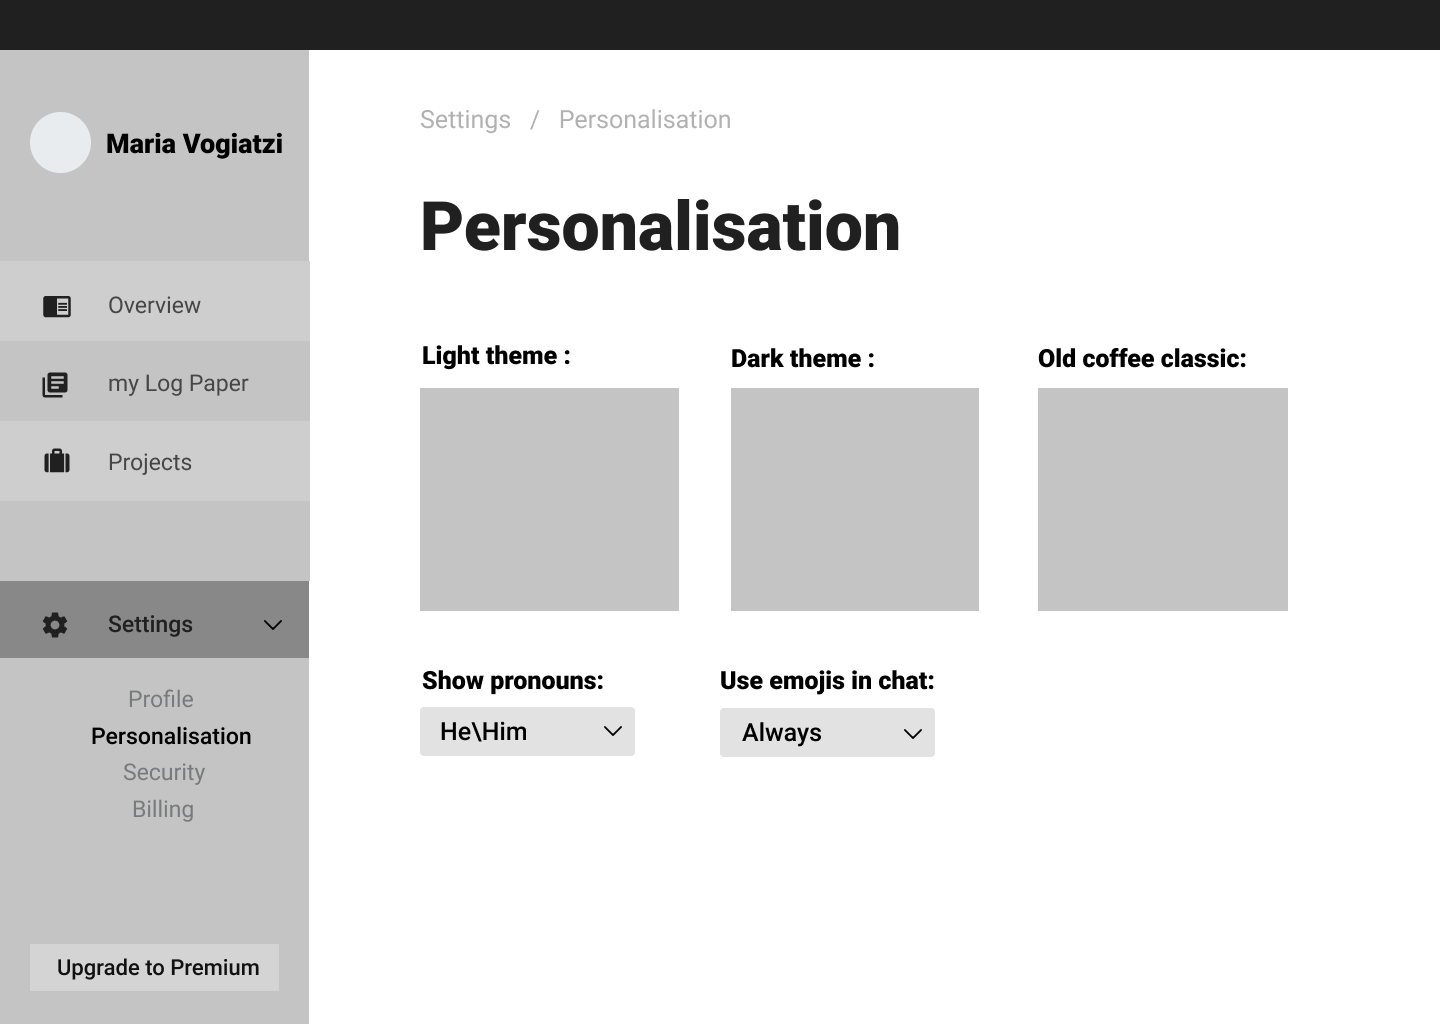 Maria Vogiatzi
Overview
my Log Paper
Projects
Settings
Profile
Personalisation
Security
Billing
Upgrade to Premium
Settings / Personalisation
Personalisation
Light theme :
Dark theme :
Old coffee classic:
Show pronouns:
He\Him
Use emojis in chat:
Always